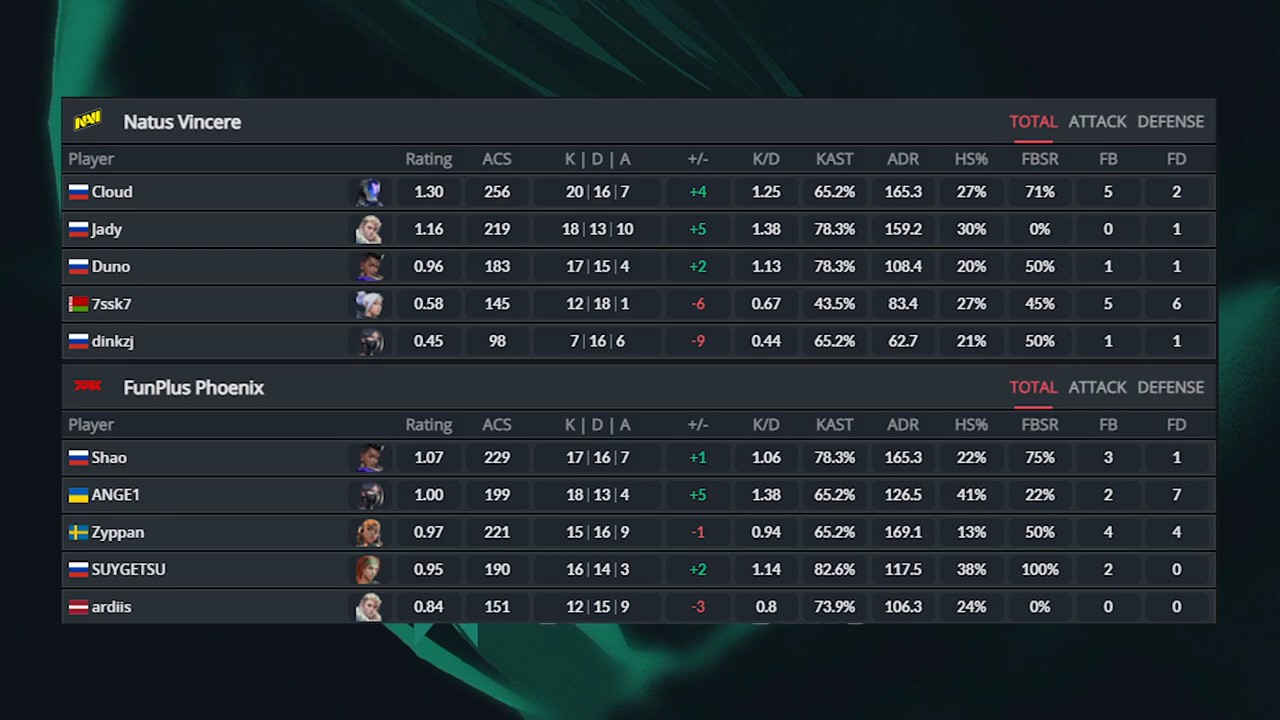 NAVI Natus Vincere TOTAL ATTACK DEFENSE
Player Rating ACS K | D | A +/- K/D KAST ADR HS% FBSR FB FD
Cloud 1.30 256 20 | 16 | 7 +4 1.25 65.2% 165.3 27% 71% 5 2
Jady 1.16 219 18 | 13 | 10 +5 1.38 78.3% 159.2 30% 0% 0 1
Duno 0.96 183 17 | 15 | 4 +2 1.13 78.3% 108.4 20% 50% 1 1
7ssk7 0.58 145 12 | 18 | 1 -6 0.67 43.5% 83.4 27% 45% 5 6
dinkzj 0.45 98 7 | 16 | 6 -9 0.44 65.2% 62.7 21% 50% 1 1
FPX FunPlus Phoenix TOTAL ATTACK DEFENSE
Player Rating ACS K | D | A +/- K/D KAST ADR HS% FBSR FB FD
Shao 1.07 229 17 | 16 | 7 +1 1.06 78.3% 165.3 22% 75% 3 1
ANGE1 1.00 199 18 | 13 | 4 +5 1.38 65.2% 126.5 41% 22% 2 7
Zyppan 0.97 221 15 | 16 | 9 -1 0.94 65.2% 169.1 13% 50% 4 4
SUYGETSU 0.95 190 16 | 14 | 3 +2 1.14 82.6% 117.5 38% 100% 2 0
ardiis 0.84 151 12 | 15 | 9 -3 0.8 73.9% 106.3 24% 0% 0 0